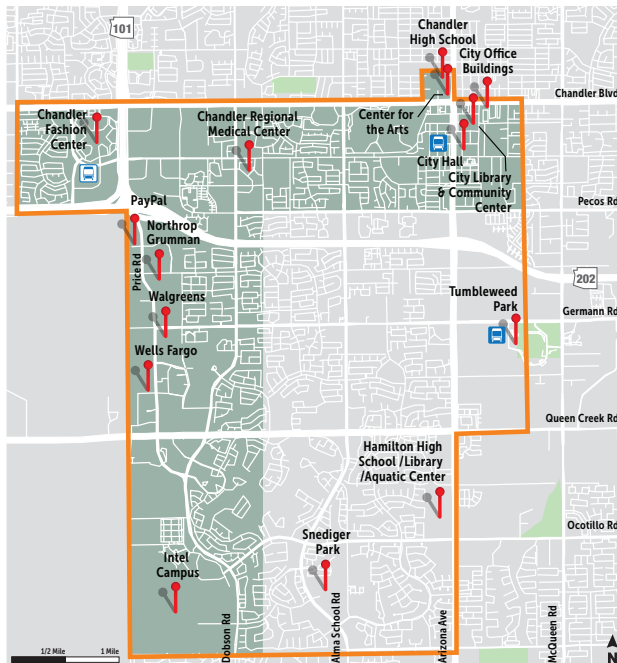 101
Chandler
High School
City Office
Buildings
Chandler Blvd
Chandler
Fashion
Center
Chandler Regional
Medical Center
Center for
the Arts
City Hall
City Library
& Community
Center
Pecos Rd
PayPal
Northrop
Grumman
Price Rd
202
Walgreens
Tumbleweed
Park
Germann Rd
Wells Fargo
Queen Creek Rd
Hamilton High
School /Library
/Aquatic Center
Ocotillo Rd
Snediger
Park
Intel
Campus
Dobson Rd
Alma School Rd
Arizona Ave
McQueen Rd
1/2 Mile
1 Mile
N